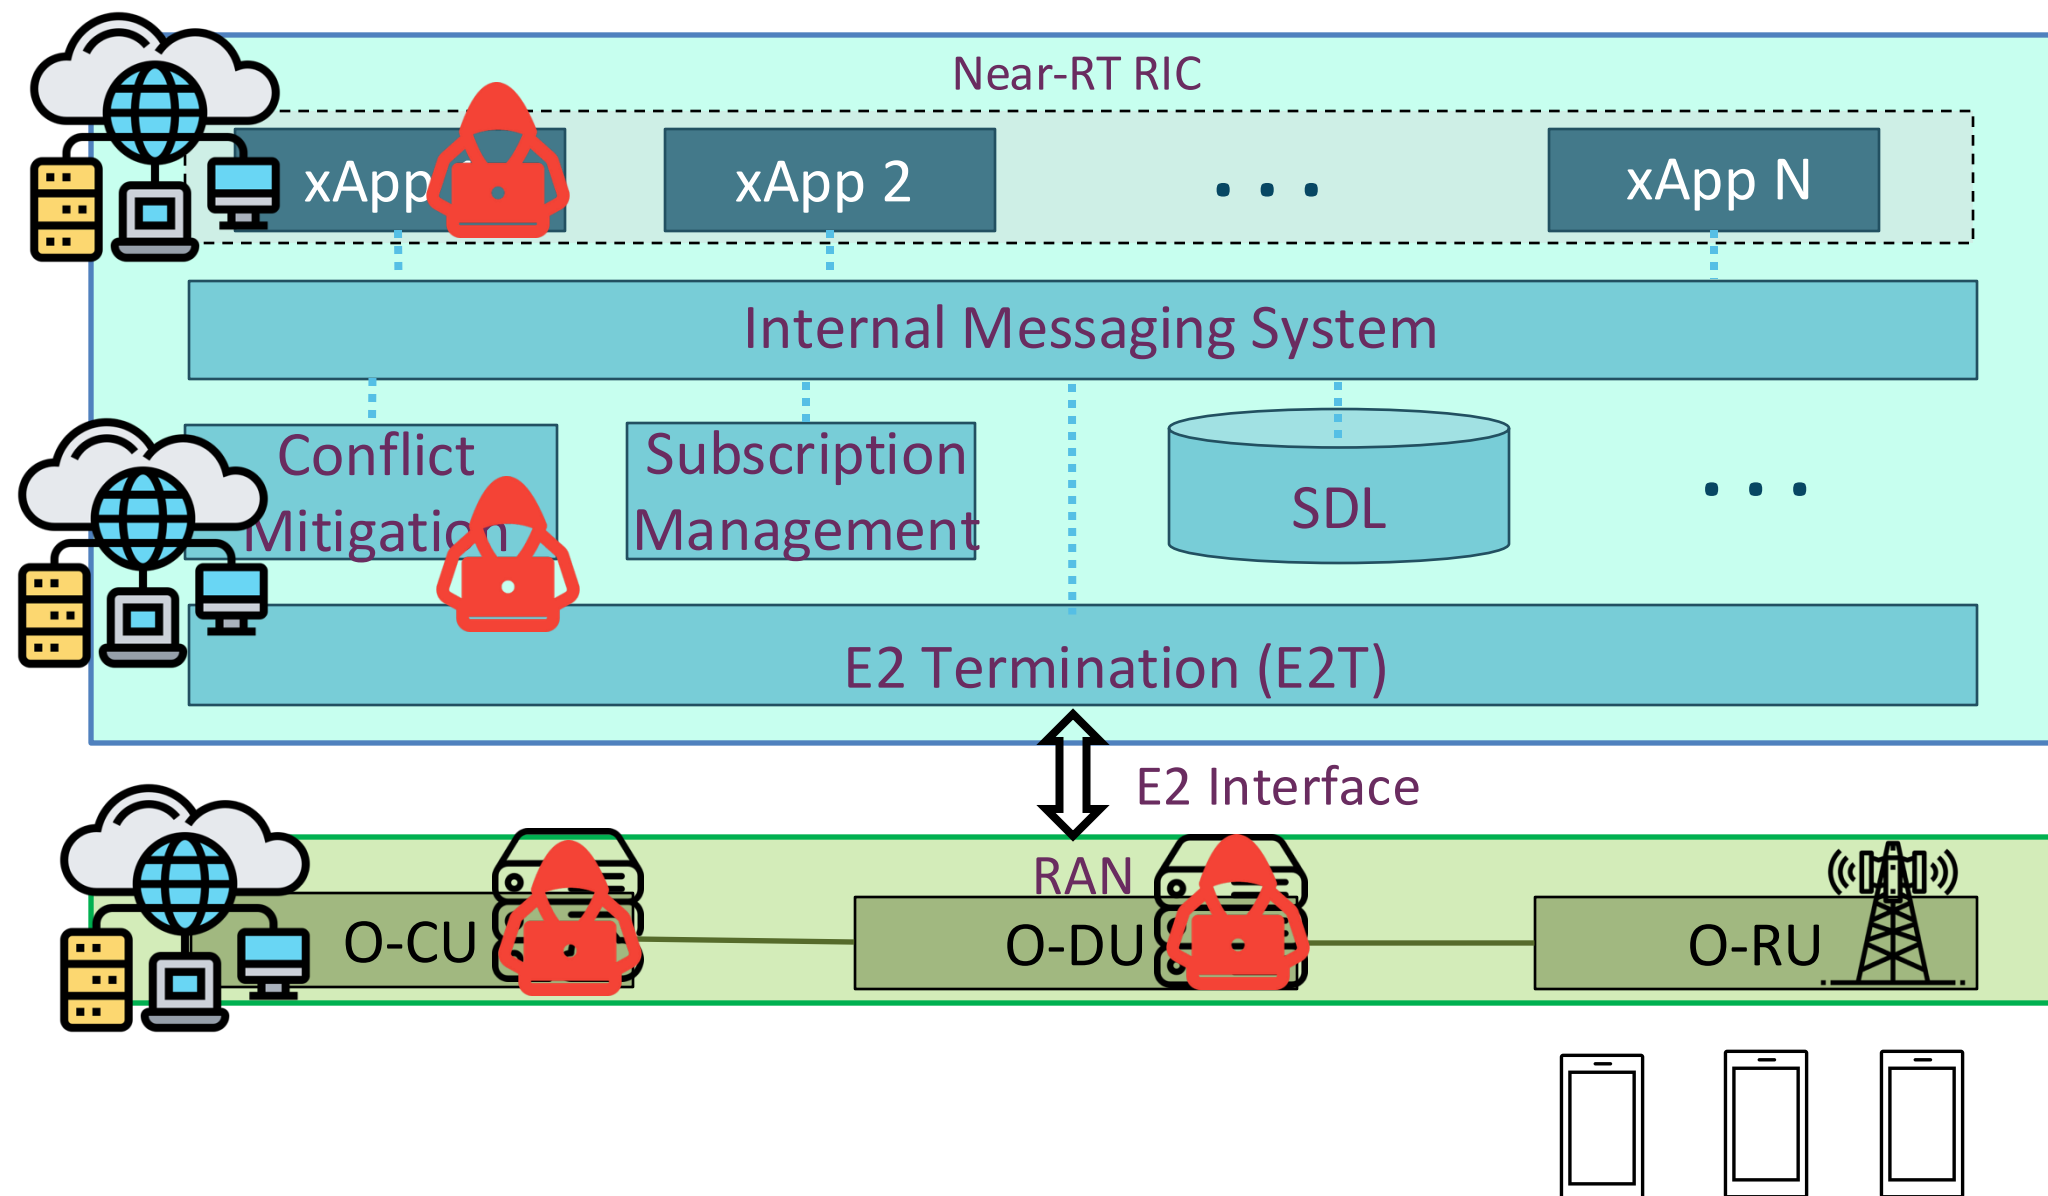 Near-RT RIC
xApp
xApp 2
. . .
xApp N
Internal Messaging System
Conflict
Mitigation
Subscription
Management
SDL
. . .
E2 Termination (E2T)
E2 Interface
RAN
O-CU
O-DU
O-RU